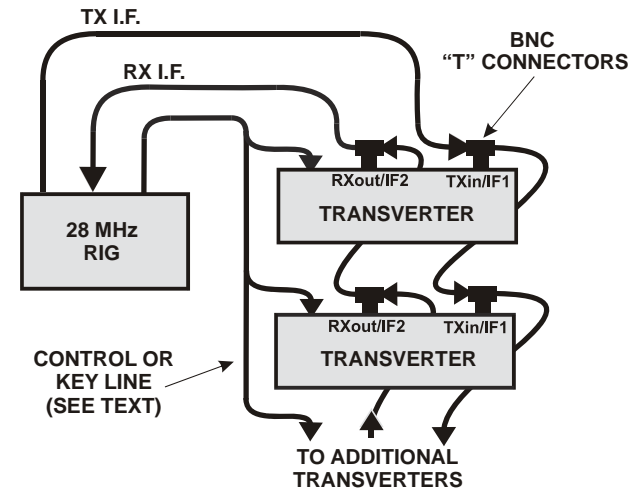 TX I.F.
BNC
“T” CONNECTORS
RX I.F.
RXout/IF2 TXin/IF1
TRANSVERTER
28 MHz
RIG
RXout/IF2 TXin/IF1
TRANSVERTER
CONTROL OR
KEY LINE
(SEE TEXT)
TO ADDITIONAL
TRANSVERTERS